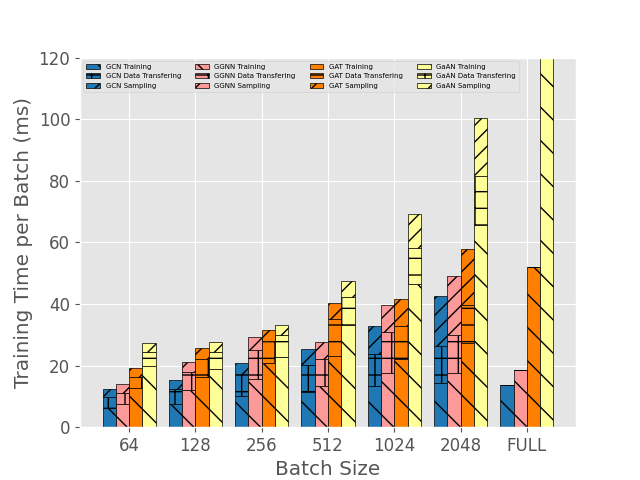 120
100
80
60
40
20
0
Training Time per Batch (ms)
GCN Training
GCN Data Transfering
GCN Sampling
GGNN Training
GGNN Data Transfering
GGNN Sampling
GAT Training
GAT Data Transfering
GAT Sampling
GaAN Training
GaAN Data Transfering
GaAN Sampling
64 128 256 512 1024 2048 FULL
Batch Size